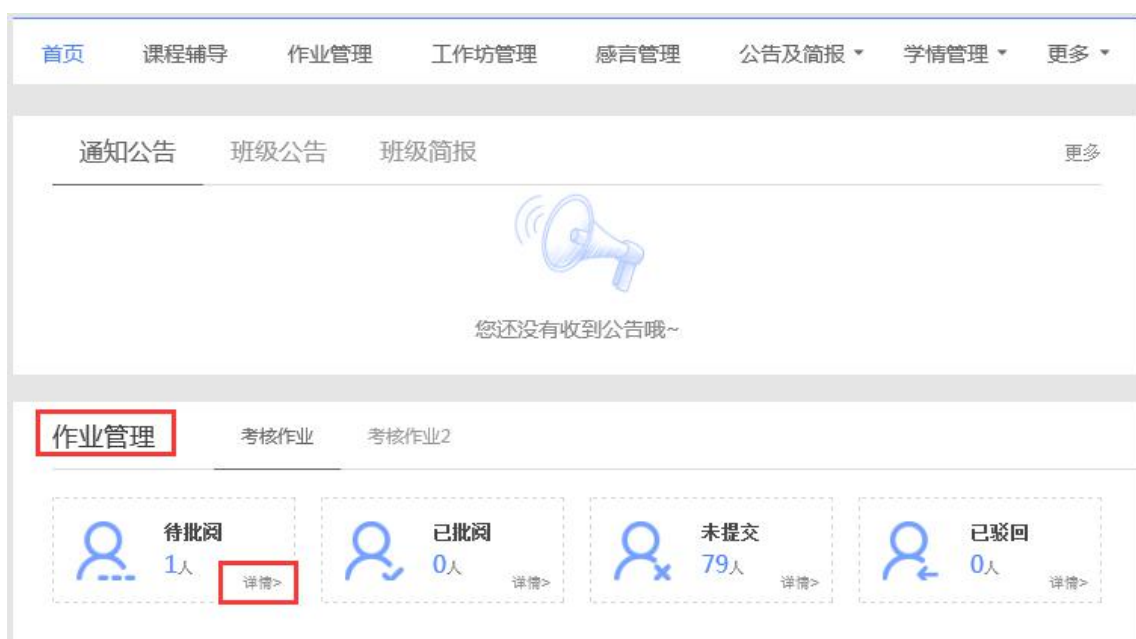 首页 课程辅导 作业管理 工作坊管理 感言管理 公告及简报 学情管理 更多
通知公告 班级公告 班级简报 更多
您还没有收到公告哦~
作业管理 考核作业 考核作业2
待批阅 已批阅 未提交 已驳回
1人 详情> 0人 详情> 79人 详情> 0人 详情>